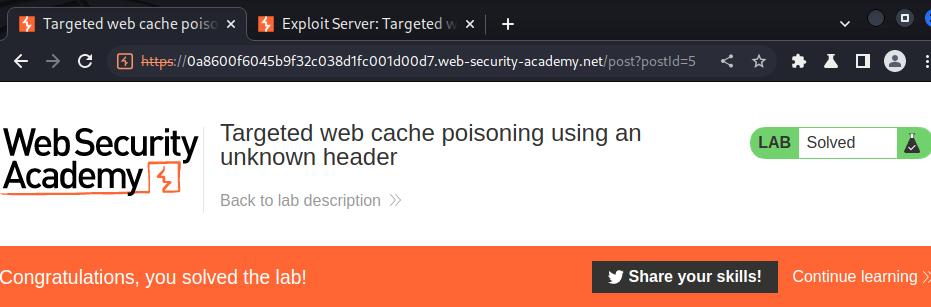 Targeted web cache poiso
Exploit Server: Targeted w
https://0a8600f6045b9f32c038d1fc001d00d7.web-security-academy.net/post?postId=5
Web Security
Academy
Targeted web cache poisoning using an
unknown header
Back to lab description
LAB Solved
Congratulations, you solved the lab!
Share your skills!
Continue learning